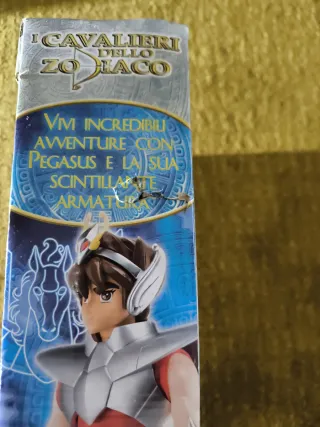 I CAVALIERI
DELLO
ZODIACO
VIVI INCREDIBILI
AVVENTURE CON
PEGASUS E LA SUA
SCINTILLANTE
ARMATURA